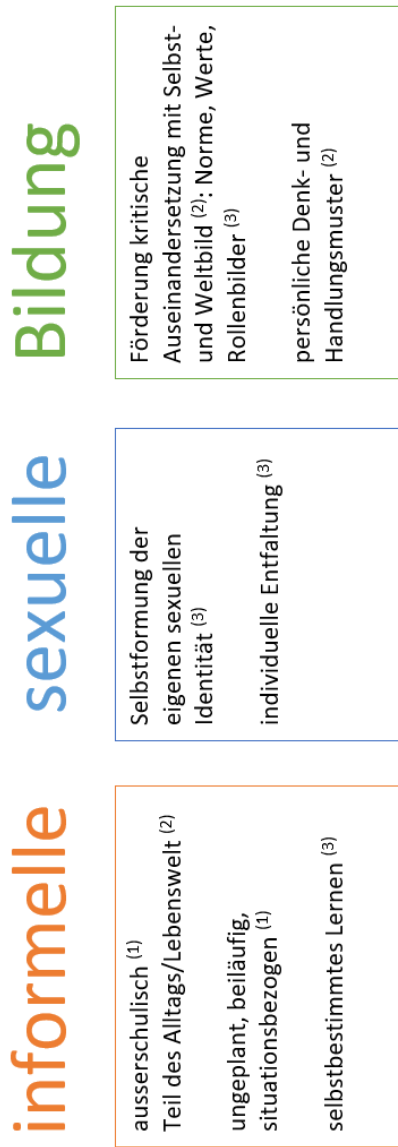 informelle
ausserschulisch (1)
Teil des Alltags/Lebenswelt (2)
ungeplant, beiläufig,
situationsbezogen (1)
selbstbestimmtes Lernen (3)
sexuelle
Selbstformung der
eigenen sexuellen
Identität (3)
individuelle Entfaltung (3)
Bildung
Förderung kritische
Auseinandersetzung mit Selbst-
und Weltbild (2): Norme, Werte,
Rollenbilder (3)
persönliche Denk- und
Handlungsmuster (2)